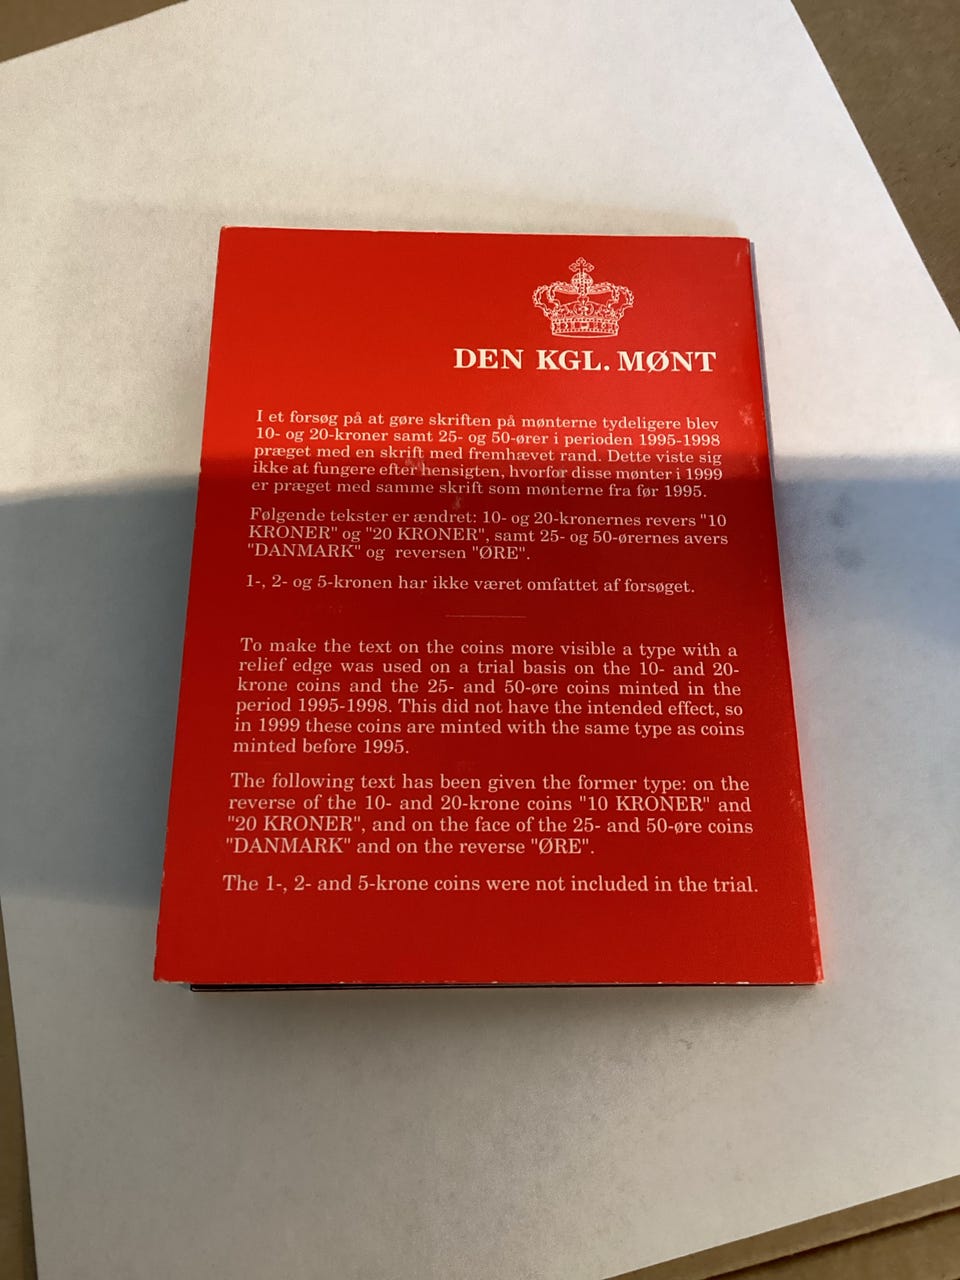 DEN KGL. MØNT
I et forsøg på at gøre skriften på mønterne tydeligere blev
10- og 20-kroner samt 25- og 50-ører i perioden 1995-1998
præget med en skrift med fremhævet rand. Dette viste sig
ikke at fungere efter hensigten, hvorfor disse mønter i 1999
er præget med samme skrift som mønterne fra før 1995.
Følgende tekster er ændret: 10- og 20-kronernes revers "10
KRONER" og "20 KRONER", samt 25- og 50-ørernes avers
"DANMARK" og reversen "ØRE".
1-, 2- og 5-kronen har ikke været omfattet af forsøget.
To make the text on the coins more visible a type with a
relief edge was used on a trial basis on the 10- and 20-
krone coins and the 25- and 50-øre coins minted in the
period 1995-1998. This did not have the intended effect, so
in 1999 these coins are minted with the same type as coins
minted before 1995.
The following text has been given the former type: on the
reverse of the 10- and 20-krone coins "10 KRONER" and
"20 KRONER", and on the face of the 25- and 50-øre coins
"DANMARK" and on the reverse "ØRE".
The 1-, 2- and 5-krone coins were not included in the trial.